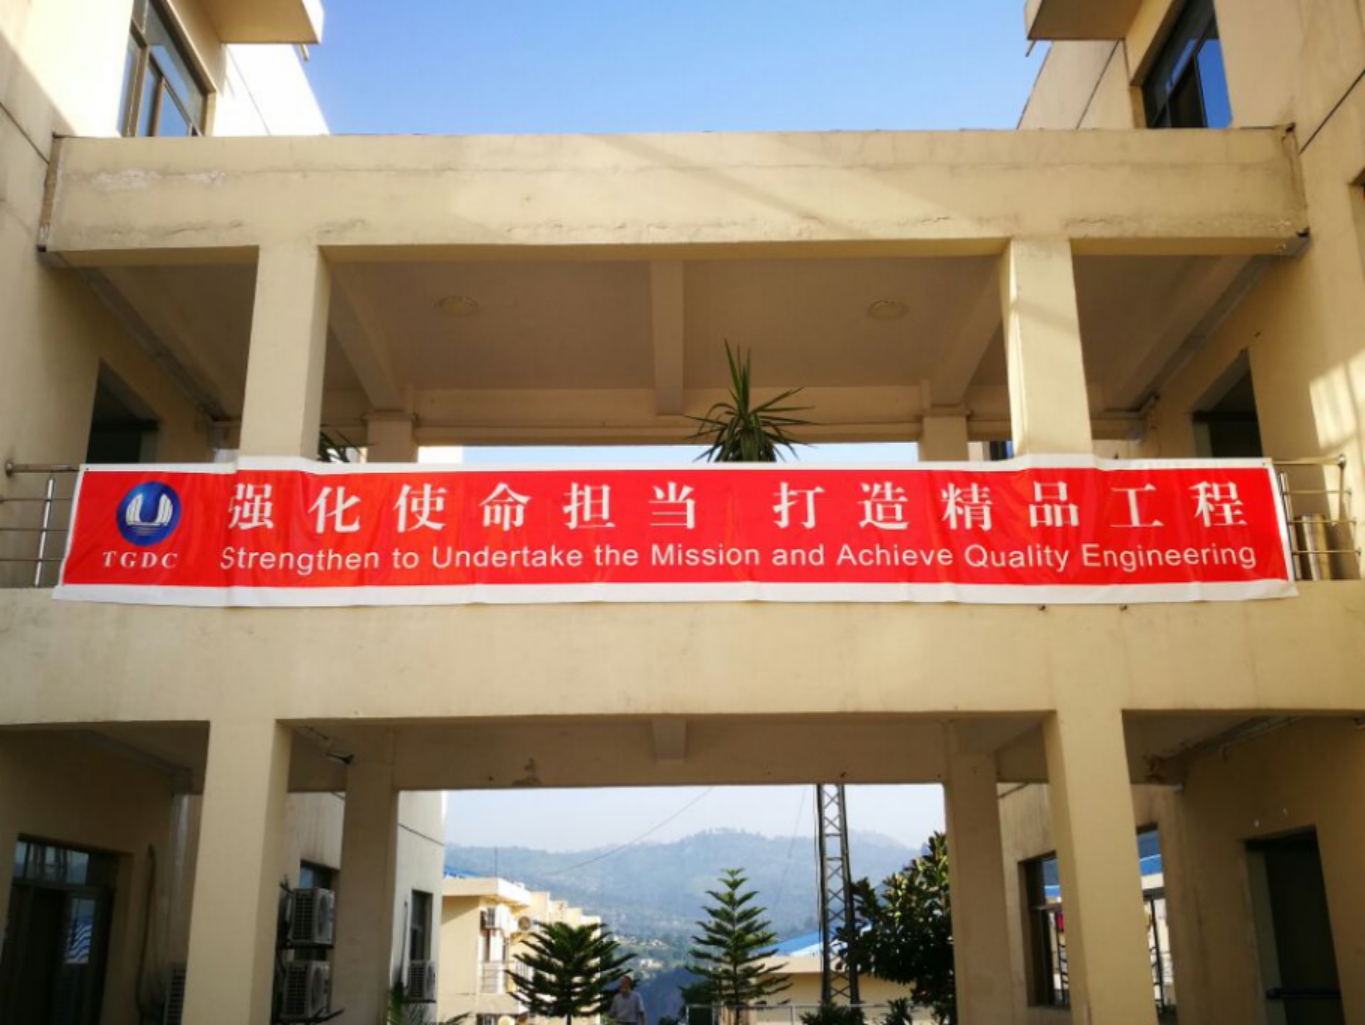 强化使命担当 打造精品工程
TGDC
Strengthen to Undertake the Mission and Achieve Quality Engineering